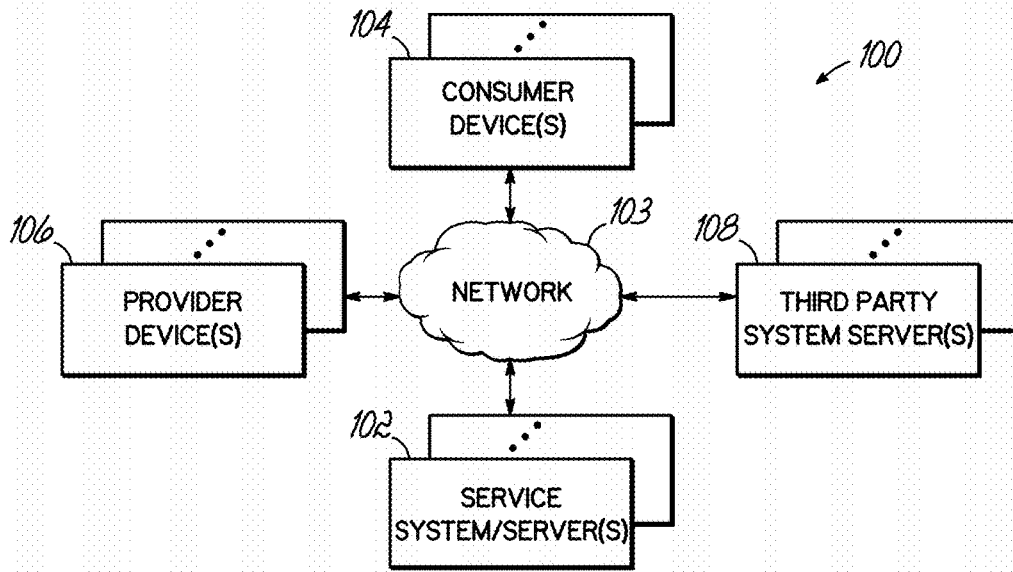 104
CONSUMER
DEVICE(S)
100
106
PROVIDER
DEVICE(S)
103
NETWORK
108
THIRD PARTY
SYSTEM SERVER(S)
102
SERVICE
SYSTEM/SERVER(S)